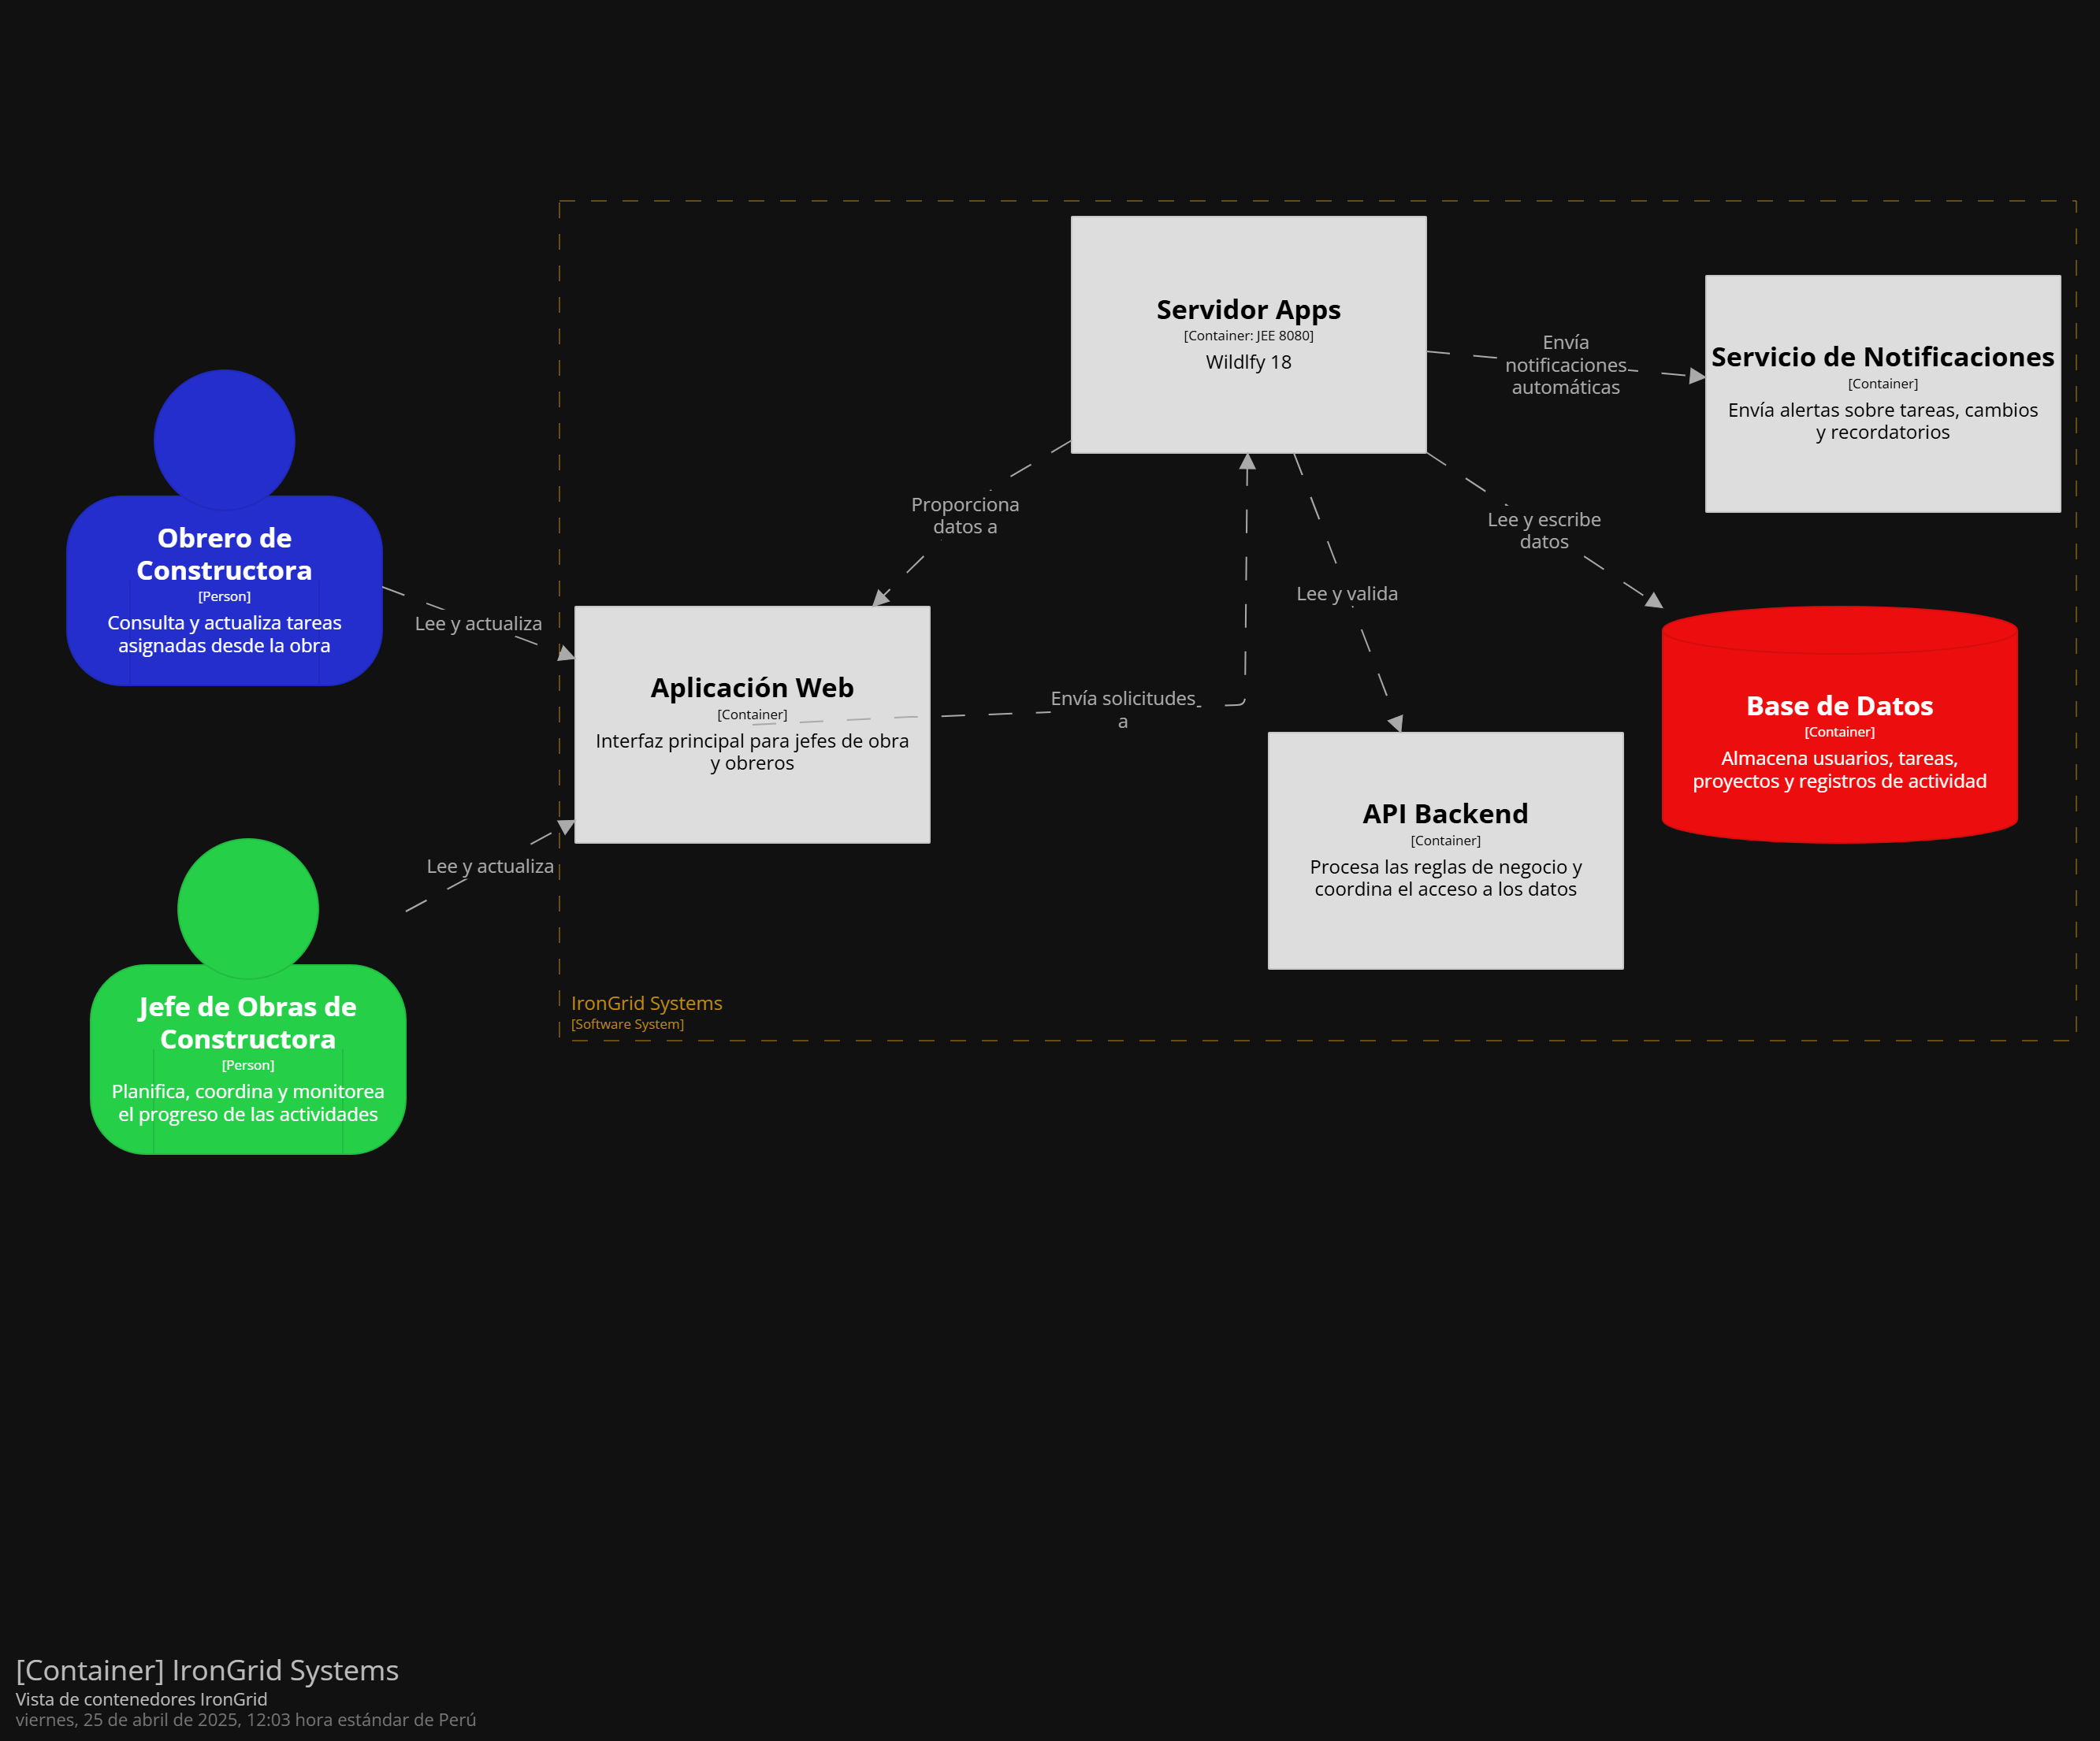 Servidor Apps
[Container: JEE 8080]
Wildlfy 18
Envía
notificaciones
automáticas
Servicio de Notificaciones
[Container]
Envía alertas sobre tareas, cambios
y recordatorios
Obrero de
Constructora
[Person]
Consulta y actualiza tareas
asignadas desde la obra
Lee y actualiza
Proporciona
datos a
Lee y escribe
datos
Lee y valida
Aplicación Web
[Container]
Interfaz principal para jefes de obra
y obreros
Envía solicitudes
a
Base de Datos
[Container]
Almacena usuarios, tareas,
proyectos y registros de actividad
API Backend
[Container]
Procesa las reglas de negocio y
coordina el acceso a los datos
Lee y actualiza
Jefe de Obras de
Constructora
[Person]
Planifica, coordina y monitorea
el progreso de las actividades
IronGrid Systems
[Software System]
[Container] IronGrid Systems
Vista de contenedores IronGrid
viernes, 25 de abril de 2025, 12:03 hora estándar de Perú